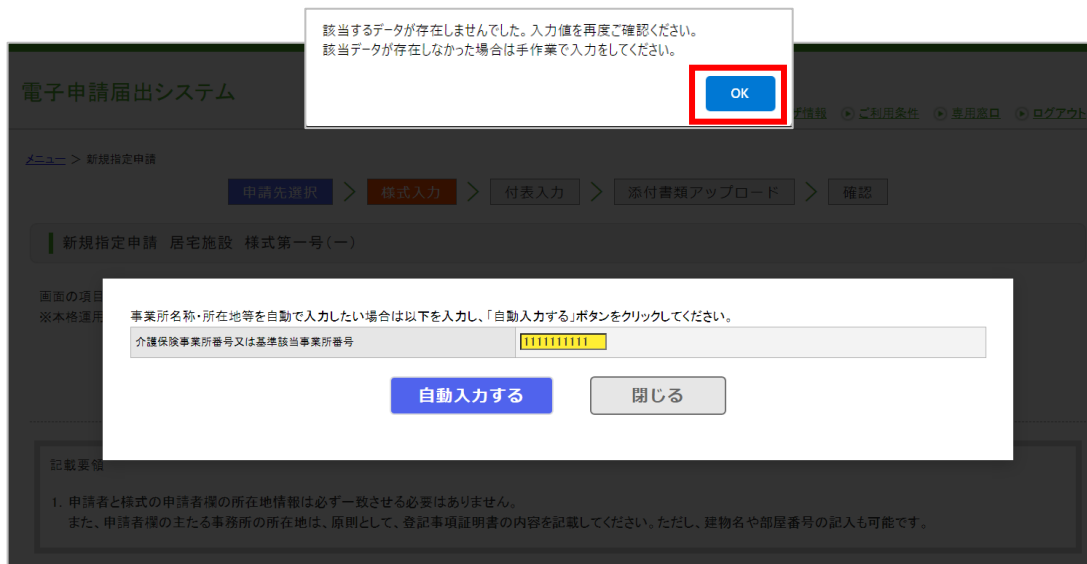 該当するデータが存在しませんでした。入力値を再度ご確認ください。
該当データが存在しなかった場合は手作業で入力をしてください。
OK
電子申請届出システム
情報 ご利用条件 専用窓口 ログアウト
メニュー > 新規指定申請
申請先選択 > 様式入力 > 付表入力 > 添付書類アップロード > 確認
新規指定申請 居宅施設 様式第一号(一)
画面の項目
※本格運用
事業所名称・所在地等を自動で入力したい場合は以下を入力し、「自動入力する」ボタンをクリックしてください。
介護保険事業所番号又は基準該当事業所番号 1111111111
自動入力する 閉じる
記載要領
1. 申請者と様式の申請者欄の所在地情報は必ず一致させる必要はありません。
また、申請者欄の主たる事務所の所在地は、原則として、登記事項証明書の内容を記載してください。ただし、建物名や部屋番号の記入も可能です。